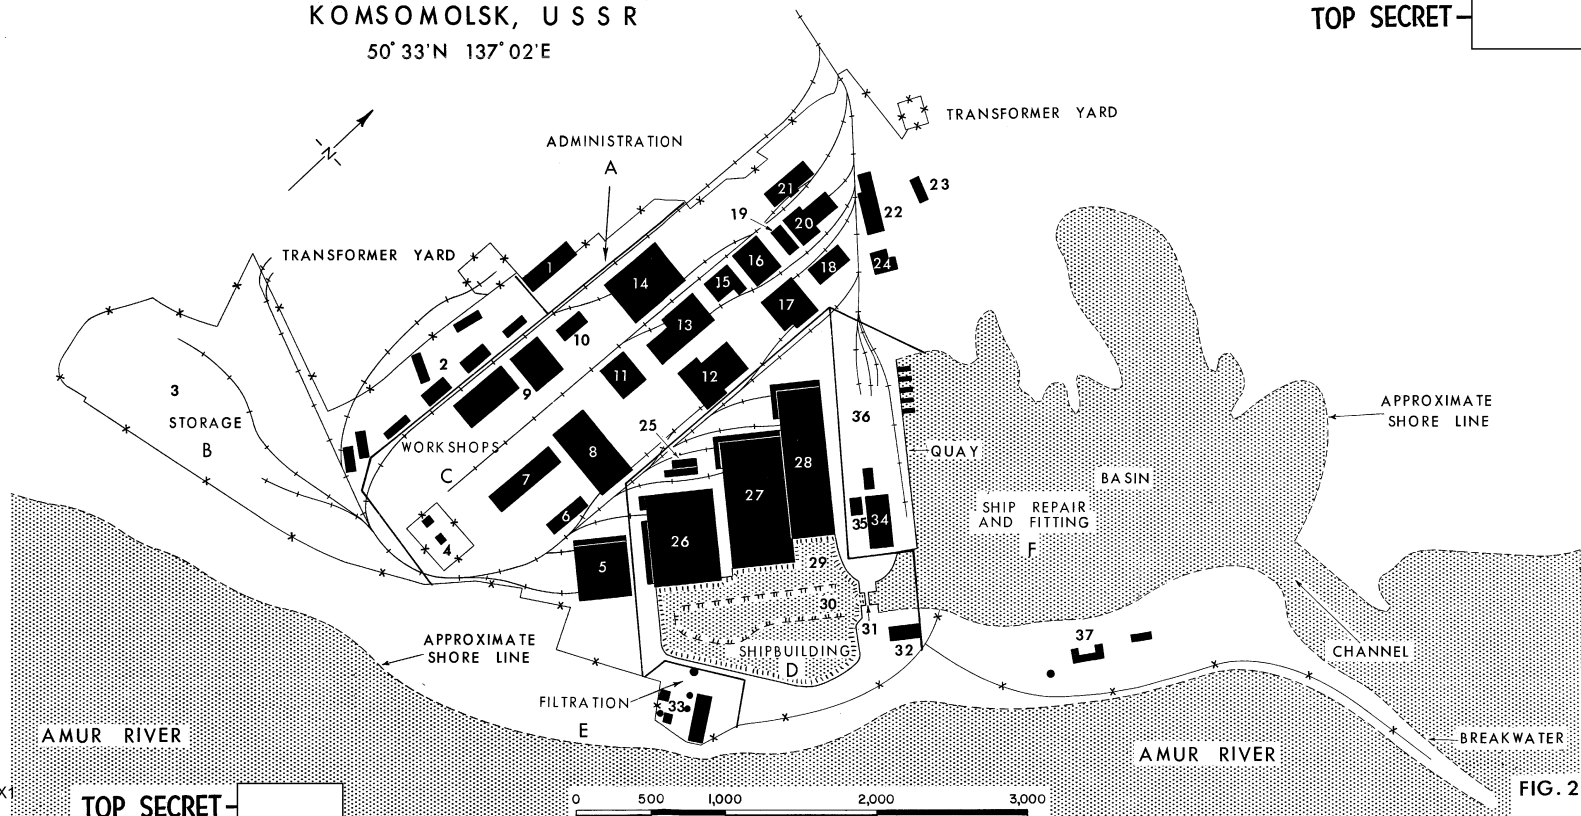 KOMSOMOLSK, USSR
50° 33'N 137° 02'E
TOP SECRET
TRANSFORMER YARD
ADMINISTRATION
A
N
23
21
22
19
20
TRANSFORMER YARD
1
16
18
24
14
15
17
13
10
2
11
12
9
3
STORAGE
B
36
APPROXIMATE
SHORE LINE
25
WORKSHOPS
C
8
28
QUAY
7
27
BASIN
6
35
34
SHIP REPAIR
AND FITTING
F
4
26
5
29
30
31
32
37
APPROXIMATE
SHORE LINE
SHIPBUILDING
D
CHANNEL
FILTRATION
33
E
AMUR RIVER
AMUR RIVER
BREAKWATER
X1
TOP SECRET
FIG. 2
0 500 1,000 2,000 3,000